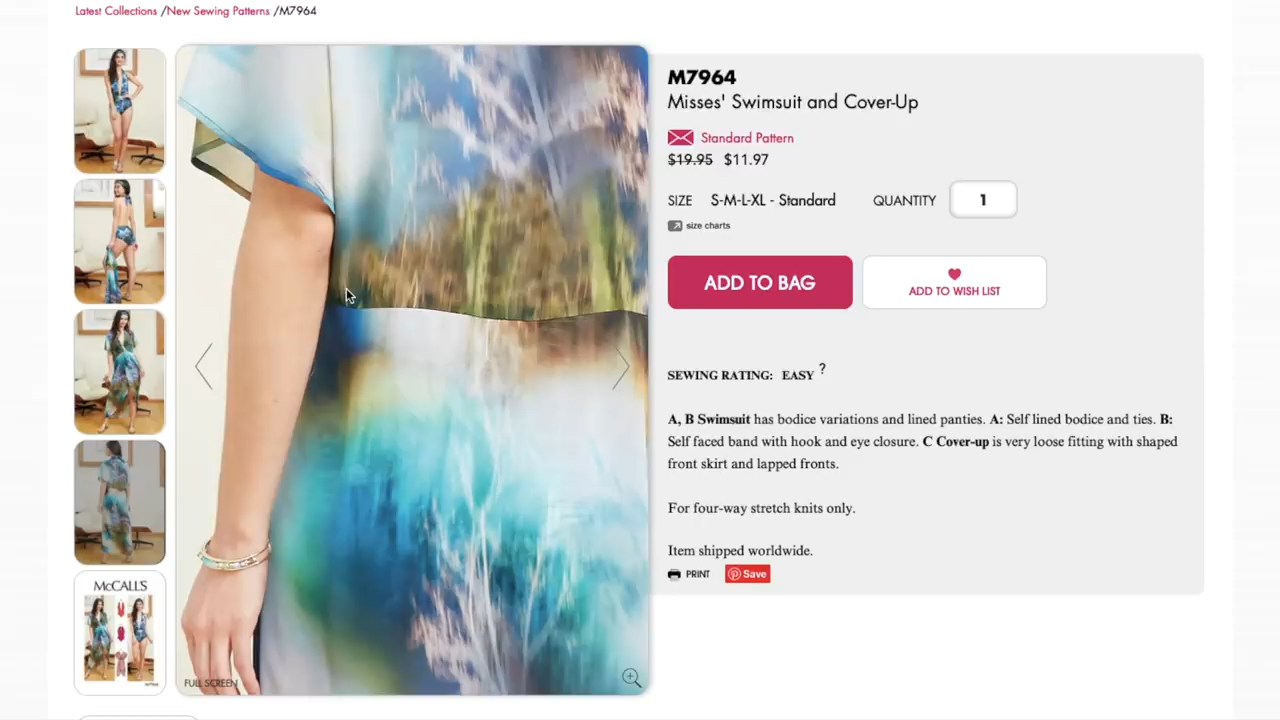 Latest Collections /New Sewing Patterns /M7964
M7964
Misses' Swimsuit and Cover-Up
Standard Pattern
$19.95 $11.97
SIZE S-M-L-XL - Standard QUANTITY 1
size charts
ADD TO BAG
ADD TO WISH LIST
SEWING RATING: EASY ?
A, B Swimsuit has bodice variations and lined panties. A: Self lined bodice and ties. B:
Self faced band with hook and eye closure. C Cover-up is very loose fitting with shaped
front skirt and lapped fronts.
For four-way stretch knits only.
Item shipped worldwide.
PRINT Save
McCALL'S
FULL SCREEN